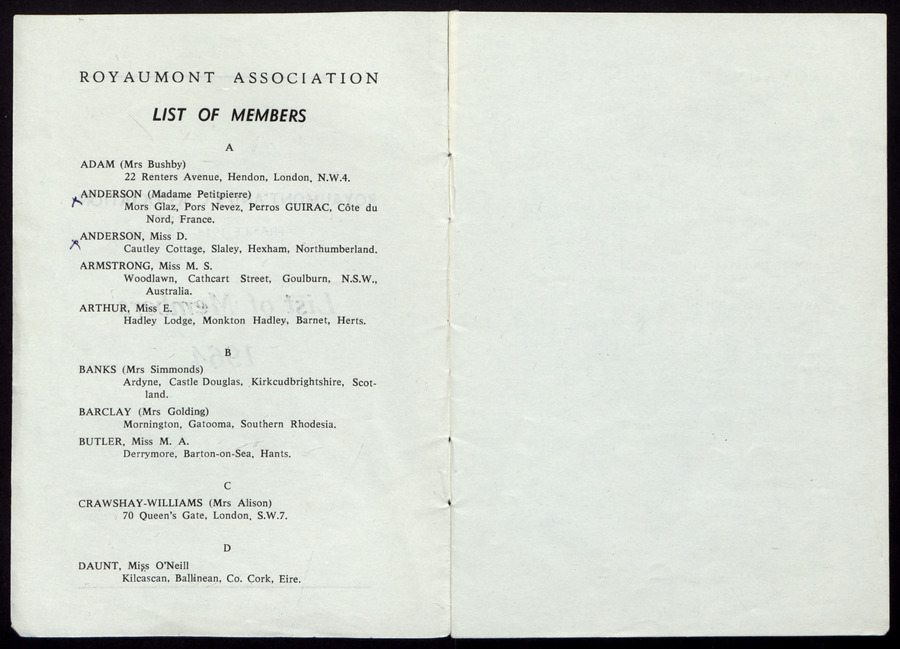 ROYAUMONT ASSOCIATION
LIST OF MEMBERS
A
ADAM (Mrs Bushby)
22 Renters Avenue, Hendon, London, N.W.4.
ANDERSON (Madame Petitpierre)
Mors Glaz, Pors Nevez, Perros GUIRAC, Côte du
Nord, France.
ANDERSON, Miss D.
Cautley Cottage, Slaley, Hexham, Northumberland.
ARMSTRONG, Miss M. S.
Woodlawn, Cathcart Street, Goulburn, N.S.W.,
Australia.
ARTHUR, Miss E.
Hadley Lodge, Monkton Hadley, Barnet, Herts.
B
BANKS (Mrs Simmonds)
Ardyne, Castle Douglas, Kirkcudbrightshire, Scot-
land.
BARCLAY (Mrs Golding)
Mornington, Gatooma, Southern Rhodesia.
BUTLER, Miss M. A.
Derrymore, Barton-on-Sea, Hants.
C
CRAWSHAY-WILLIAMS (Mrs Alison)
70 Queen's Gate, London, S.W.7.
D
DAUNT, Miss O'Neill
Kilcascan, Ballinean, Co. Cork, Eire.